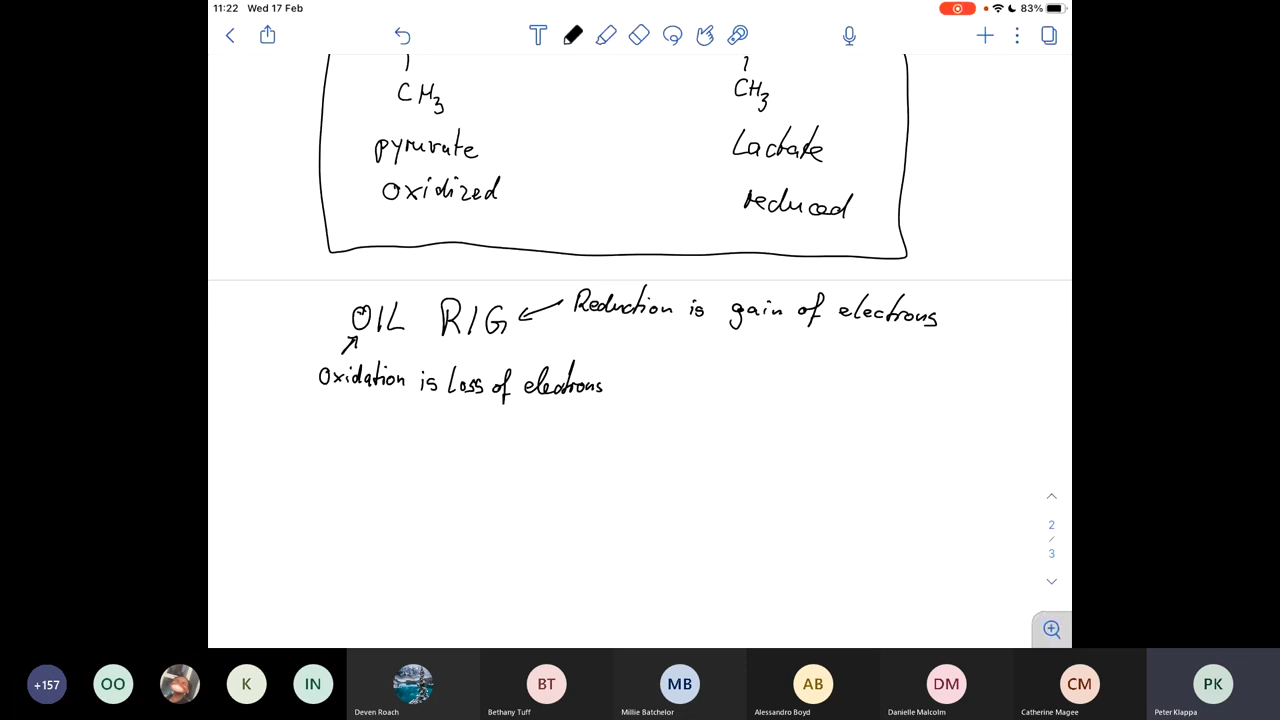 11:22 Wed 17 Feb
83%
CH3
CH3
pyruvate
Lactate
oxidized
reduced
OIL RIG
Reduction is gain of electrons
Oxidation is Loss of electrons
2
/
3
+157
OO
K
IN
BT
MB
AB
DM
CM
PK
Deven Roach
Bethany Tuff
Millie Batchelor
Alessandro Boyd
Danielle Malcolm
Catherine Magee
Peter Klappa